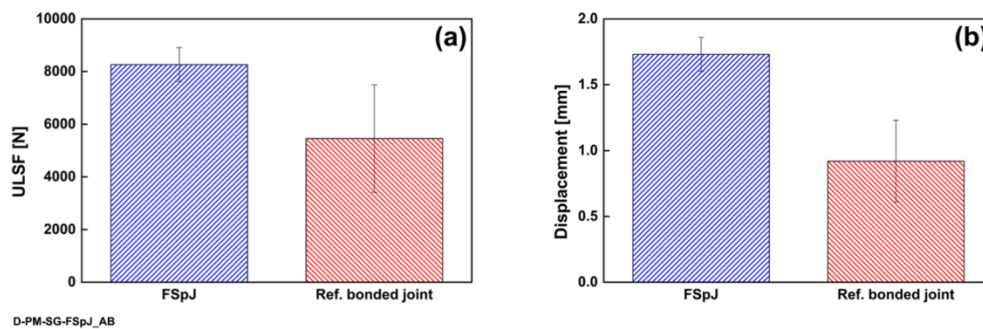 (a)
ULSF [N]
10000
8000
6000
4000
2000
0
FSpJ
Ref. bonded joint
(b)
Displacement [mm]
2.0
1.5
1.0
0.5
0.0
FSpJ
Ref. bonded joint
D-PM-SG-FSpJ_AB